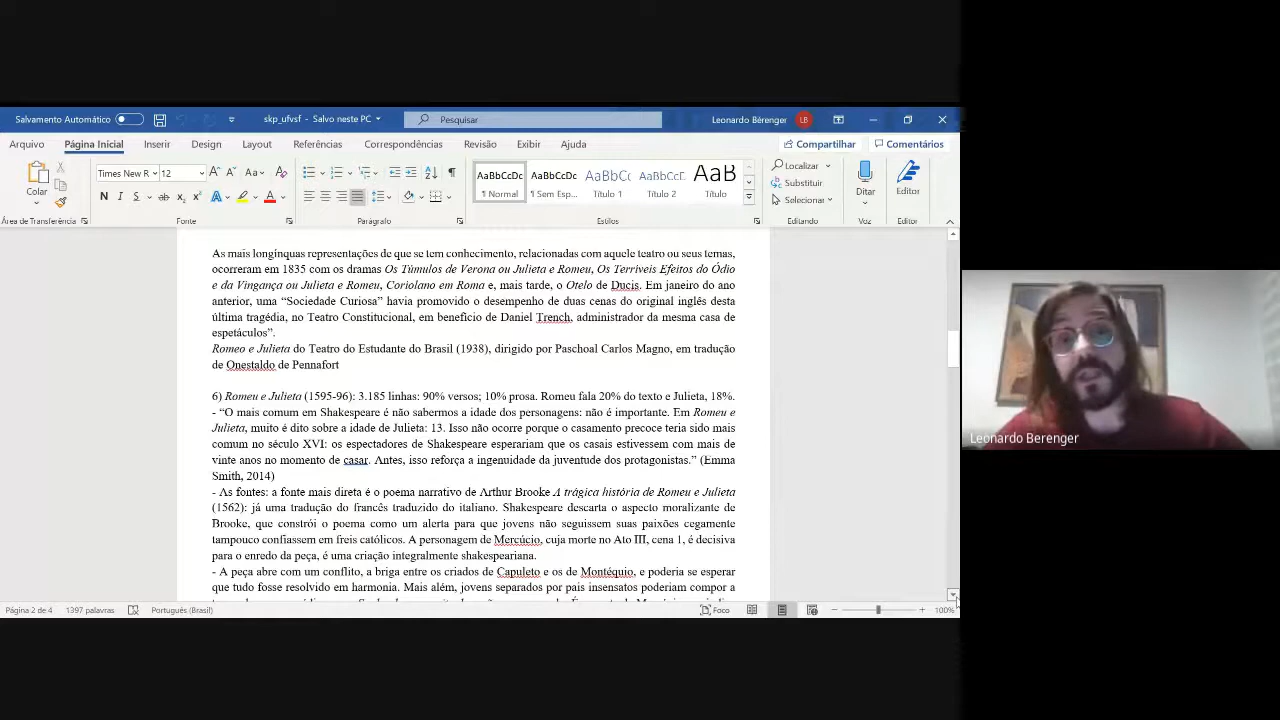 Salvamento Automático
skp_ufvsf - Salvo neste PC
Pesquisar
Leonardo Bérenger
LB
Arquivo Página Inicial Inserir Design Layout Referências Correspondências Revisão Exibir Ajuda
Compartilhar
Comentários
Colar
Times New R 12
N I S ab x₂ x²
Aa
A
AaBbCcDc AaBbCcDc AaBbCc AaBbCcC AaB
¶ Normal ¶ Sem Esp... Título 1 Título 2 Título
Localizar
Substituir
Selecionar
Ditar
Editor
Área de Transferência Fonte Parágrafo Estilos Editando Voz Editor
As mais longínquas representações de que se tem conhecimento, relacionadas com aquele teatro ou seus temas,
ocorreram em 1835 com os dramas Os Túmulos de Verona ou Julieta e Romeu, Os Terríveis Efeitos do Ódio
e da Vingança ou Julieta e Romeu, Coriolano em Roma e, mais tarde, o Otelo de Ducis. Em janeiro do ano
anterior, uma “Sociedade Curiosa” havia promovido o desempenho de duas cenas do original inglês desta
última tragédia, no Teatro Constitucional, em benefício de Daniel Trench, administrador da mesma casa de
espetáculos”.
Romeo e Julieta do Teatro do Estudante do Brasil (1938), dirigido por Paschoal Carlos Magno, em tradução
de Onestaldo de Pennafort
6) Romeu e Julieta (1595-96): 3.185 linhas: 90% versos; 10% prosa. Romeu fala 20% do texto e Julieta, 18%.
- “O mais comum em Shakespeare é não sabermos a idade dos personagens: não é importante. Em Romeu e
Julieta, muito é dito sobre a idade de Julieta: 13. Isso não ocorre porque o casamento precoce teria sido mais
comum no século XVI: os espectadores de Shakespeare esperariam que os casais estivessem com mais de
vinte anos no momento de casar. Antes, isso reforça a ingenuidade da juventude dos protagonistas.” (Emma
Smith, 2014)
- As fontes: a fonte mais direta é o poema narrativo de Arthur Brooke A trágica história de Romeu e Julieta
(1562): já uma tradução do francês traduzido do italiano. Shakespeare descarta o aspecto moralizante de
Brooke, que constrói o poema como um alerta para que jovens não seguissem suas paixões cegamente
tampouco confiassem em freis católicos. A personagem de Mercúcio, cuja morte no Ato III, cena 1, é decisiva
para o enredo da peça, é uma criação integralmente shakespeariana.
- A peça abre com um conflito, a briga entre os criados de Capuleto e os de Montéquio, e poderia se esperar
que tudo fosse resolvido em harmonia. Mais além, jovens separados por pais insensatos poderiam compor a
Página 2 de 4 1397 palavras Português (Brasil)
Foco
100%
Leonardo Berenger